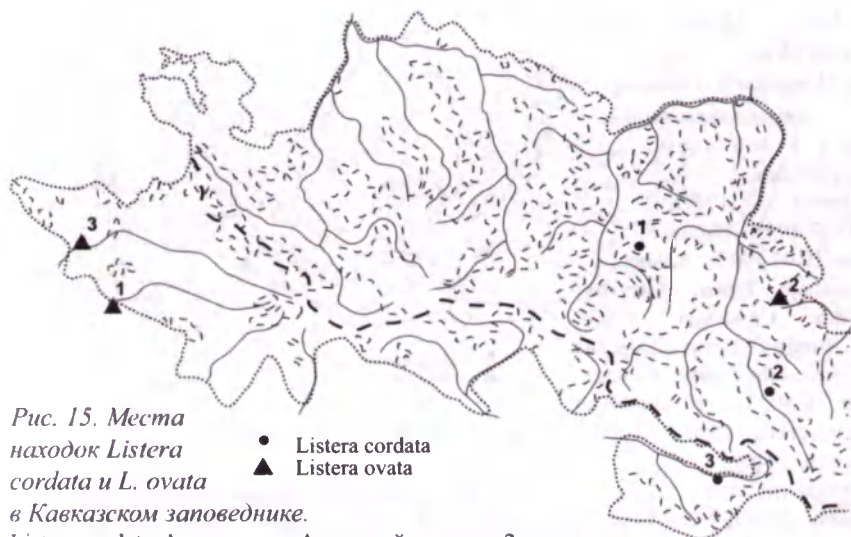 3
1
1
2
2
3
Рис. 15. Места
находок Listera
cordata и L. ovata
в Кавказском заповеднике.
● Listera cordata
▲ Listera ovata